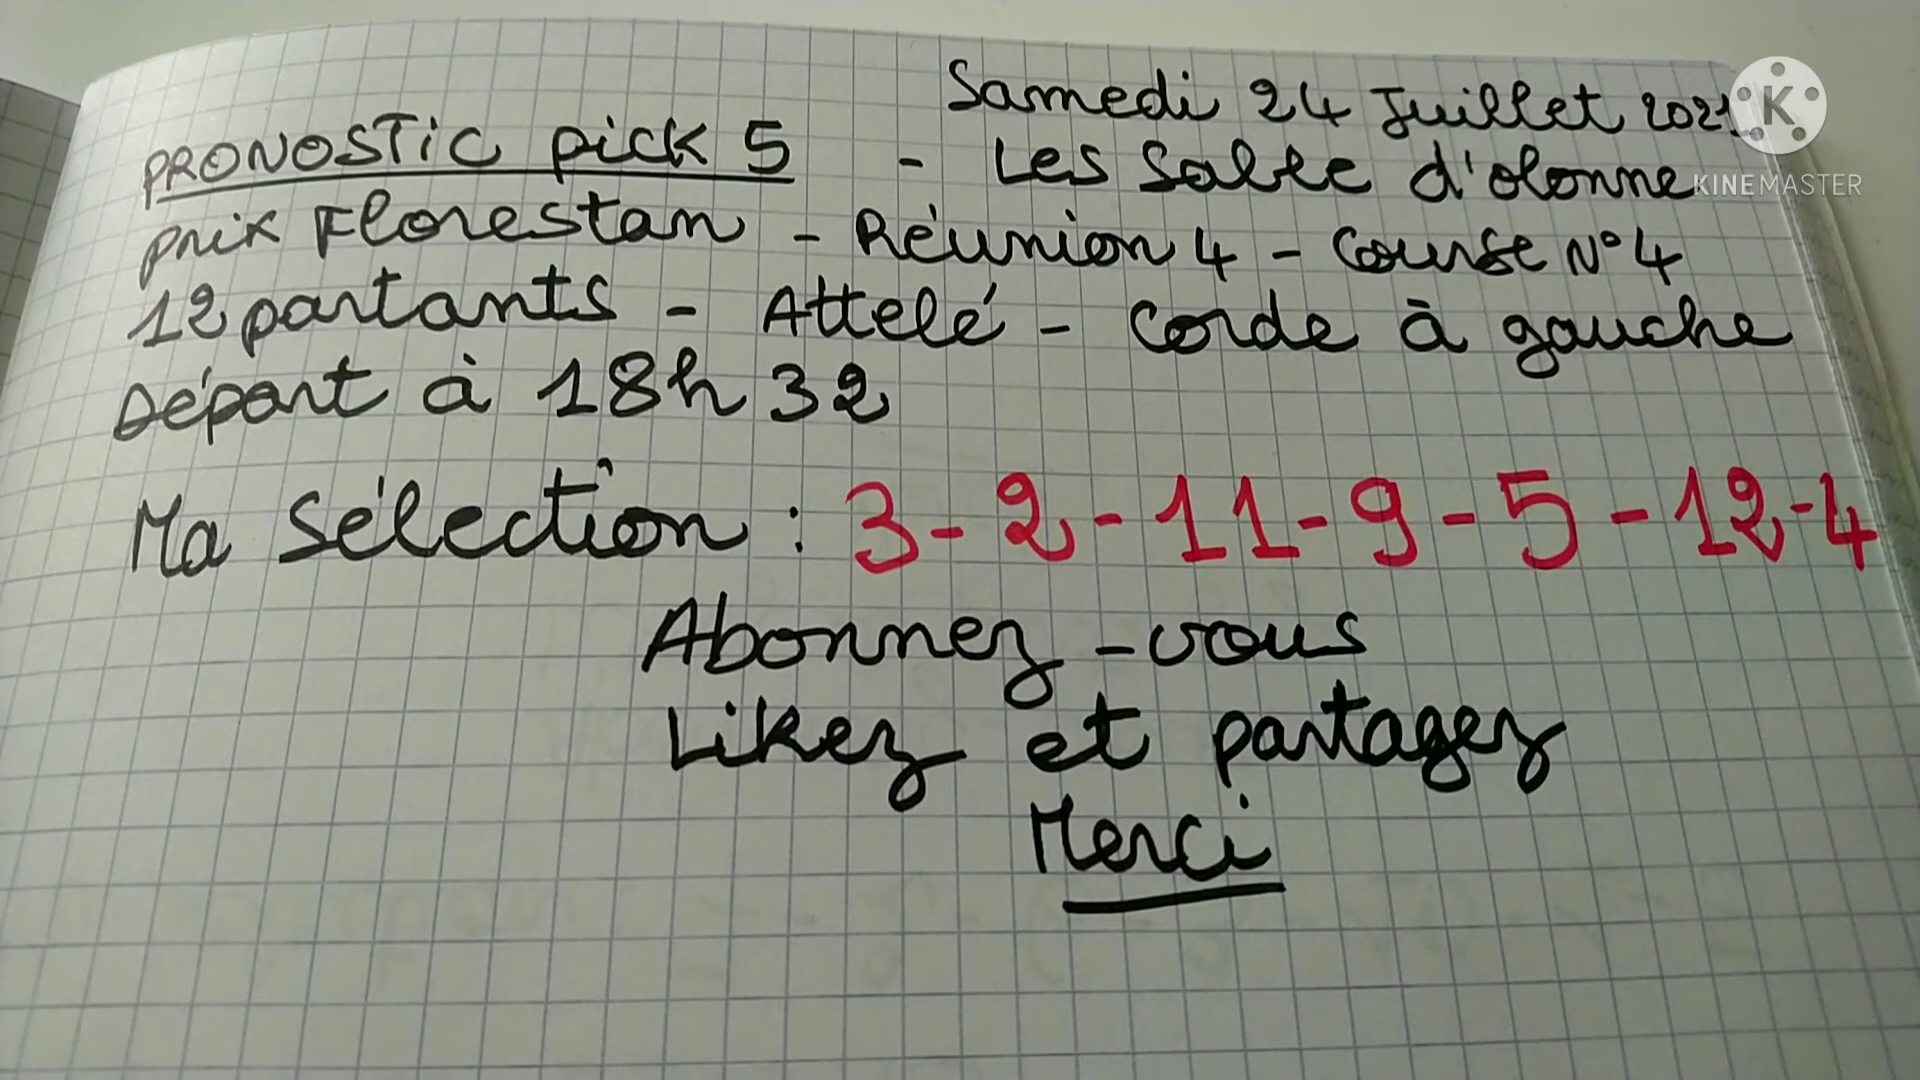 Samedi 24 Juillet 2021
PRONOSTIC pick 5 - Les Sable d'olonne
prix Florestan - Réunion 4 - Course N°4
12 partants - Attelé - Corde à gauche
Départ à 18h32
Ma sélection : 3-2-11-9-5-12-4
Abonnez-vous
Likez et partagez
Merci
K
KINEMASTER